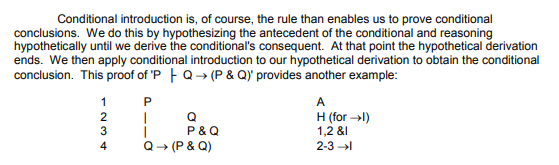 Conditional introduction is, of course, the rule than enables us to prove conditional
conclusions. We do this by hypothesizing the antecedent of the conditional and reasoning
hypothetically until we derive the conditional's consequent. At that point the hypothetical derivation
ends. We then apply conditional introduction to our hypothetical derivation to obtain the conditional
conclusion. This proof of 'P ├ Q → (P & Q)' provides another example:
1 P A
2 | Q H (for →I)
3 | P & Q 1,2 &I
4 Q → (P & Q) 2-3 →I